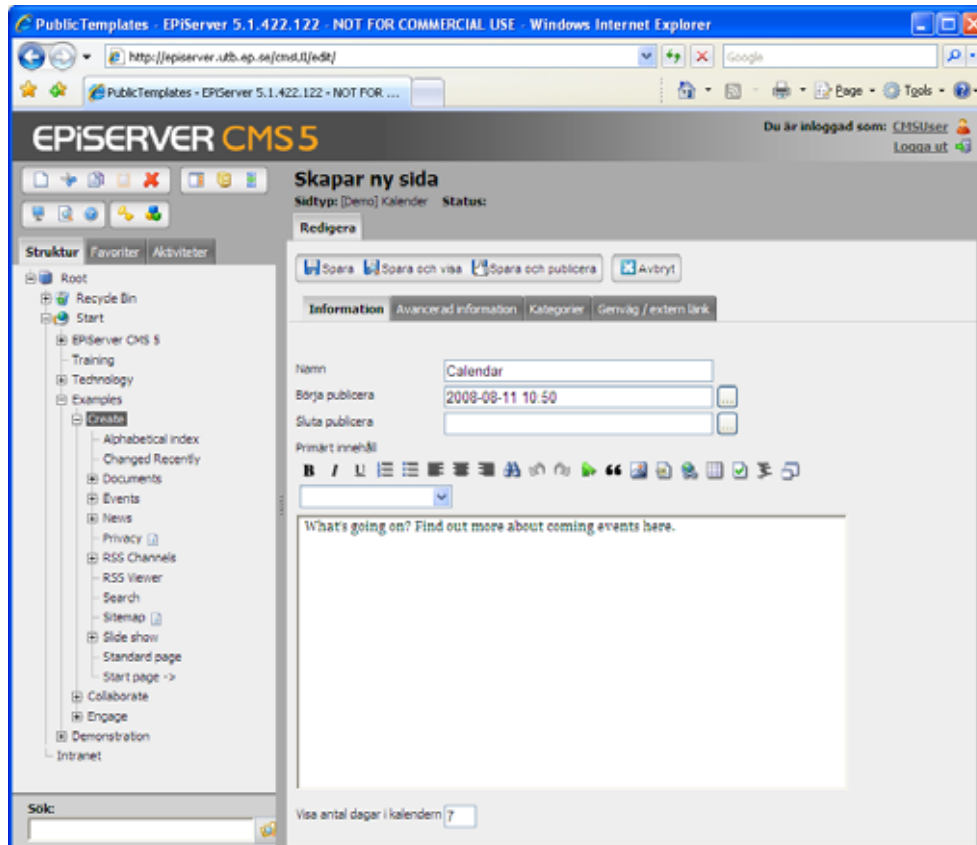 PublicTemplates - EPiServer 5.1.422.122 - NOT FOR COMMERCIAL USE - Windows Internet Explorer
http://episerver.utb.ep.se/cmsUI/edit/
Google
PublicTemplates - EPiServer 5.1.422.122 - NOT FOR ...
Page
Tools
EPiSERVER CMS 5
Du är inloggad som: CMSUser
Logga ut
Skapar ny sida
Sidtyp: [Demo] Kalender Status:
Redigera
Struktur Favoriter Aktiviteter
Spara Spara och visa Spara och publicera Avbryt
Information Avancerad information Kategorier Genväg / extern länk
Root
Recycle Bin
Start
EPiServer CMS 5
Training
Technology
Examples
Create
Alphabetical index
Changed Recently
Documents
Events
News
Privacy
RSS Channels
RSS Viewer
Search
Sitemap
Slide show
Standard page
Start page ->
Collaborate
Engage
Demonstration
Intranet
Sök:
Namn Calendar
Börja publicera 2008-08-11 10:50 ...
Sluta publicera ...
Primärt innehåll
B I U
What's going on? Find out more about coming events here.
Visa antal dagar i kalendern 7